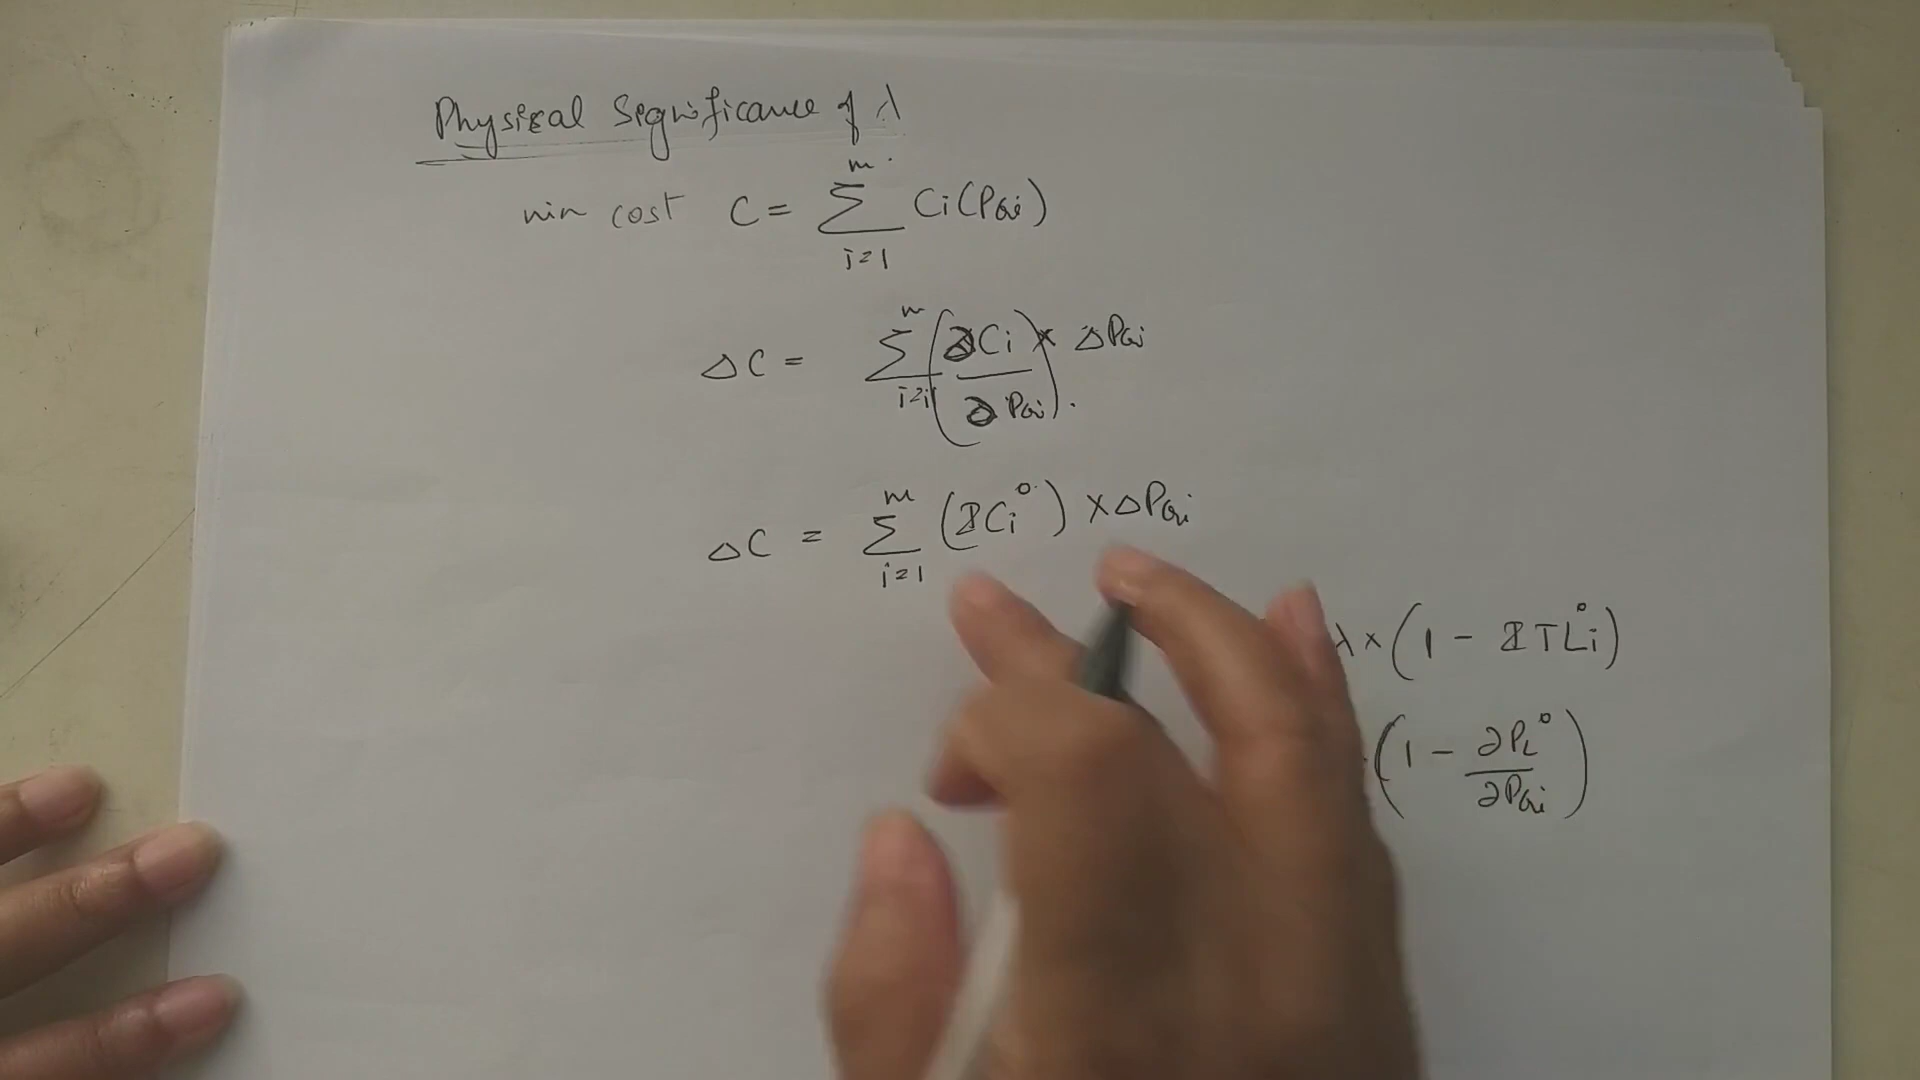 Physical Significance of λ
min cost C = Σ_{i=1}^{m} Ci(PGi)
ΔC = Σ_{i=1}^{m} (∂Ci / ∂PGi) × ΔPGi
ΔC = Σ_{i=1}^{m} (ICi°) × ΔPGi
λ × (1 - ITLi°)
(1 - ∂PL° / ∂PGi)